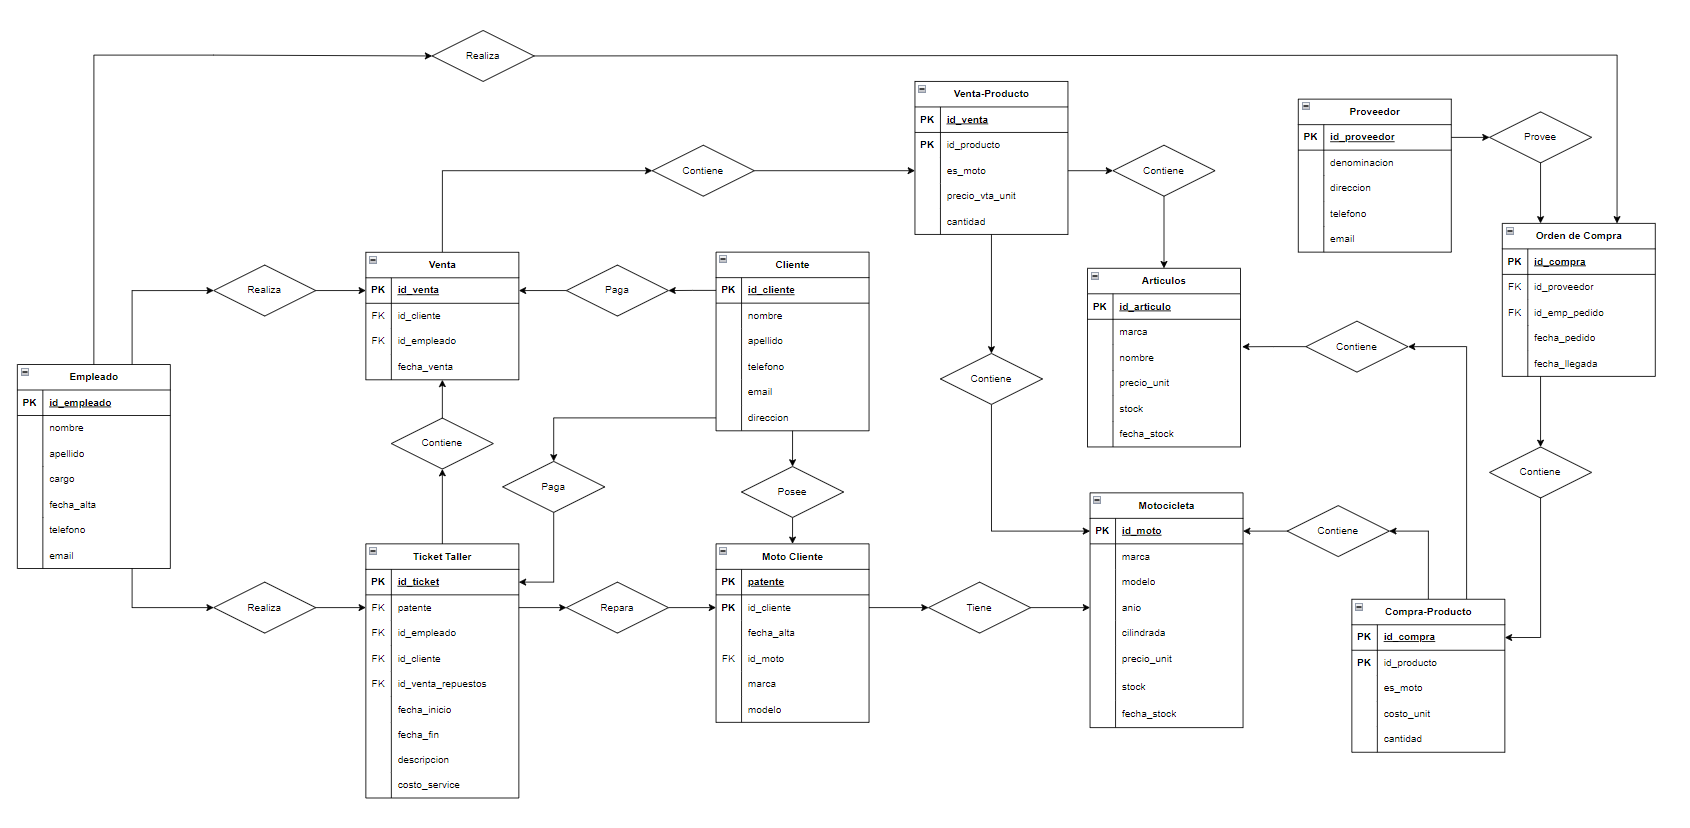 Realiza
Venta-Producto
PK id_venta
PK id_producto
es_moto
precio_vta_unit
cantidad
Proveedor
PK id_proveedor
denominacion
direccion
telefono
email
Provee
Contiene
Contiene
Orden de Compra
PK id_compra
FK id_proveedor
FK id_emp_pedido
fecha_pedido
fecha_llegada
Venta
PK id_venta
FK id_cliente
FK id_empleado
fecha_venta
Cliente
PK id_cliente
nombre
apellido
telefono
email
direccion
Articulos
PK id_articulo
marca
nombre
precio_unit
stock
fecha_stock
Realiza
Paga
Contiene
Contiene
Empleado
PK id_empleado
nombre
apellido
cargo
fecha_alta
telefono
email
Contiene
Paga
Posee
Contiene
Motocicleta
PK id_moto
marca
modelo
anio
cilindrada
precio_unit
stock
fecha_stock
Contiene
Ticket Taller
PK id_ticket
FK patente
FK id_empleado
FK id_cliente
FK id_venta_repuestos
fecha_inicio
fecha_fin
descripcion
costo_service
Moto Cliente
PK patente
PK id_cliente
fecha_alta
FK id_moto
marca
modelo
Realiza
Repara
Tiene
Compra-Producto
PK id_compra
PK id_producto
es_moto
costo_unit
cantidad